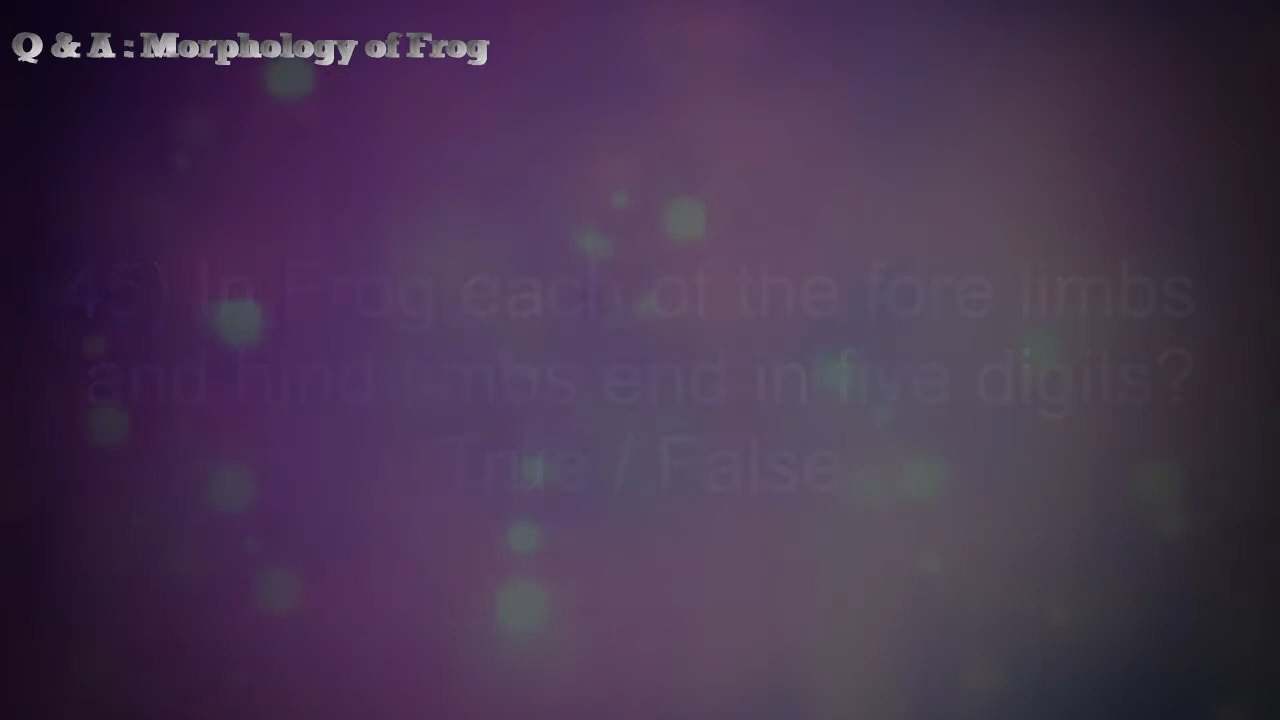 Q & A : Morphology of Frog
In Frog each of the fore limbs
and hind limbs end in five digits?
True / False